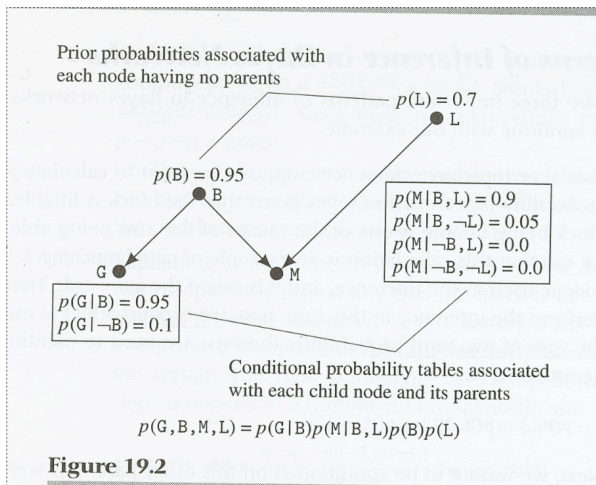 Prior probabilities associated with
each node having no parents
p(L) = 0.7
L
p(B) = 0.95
B
p(M|B, L) = 0.9
p(M|B, ¬L) = 0.05
p(M|¬B, L) = 0.0
p(M|¬B, ¬L) = 0.0
G
M
p(G|B) = 0.95
p(G|¬B) = 0.1
Conditional probability tables associated
with each child node and its parents
p(G,B,M,L) = p(G|B)p(M|B,L)p(B)p(L)
Figure 19.2